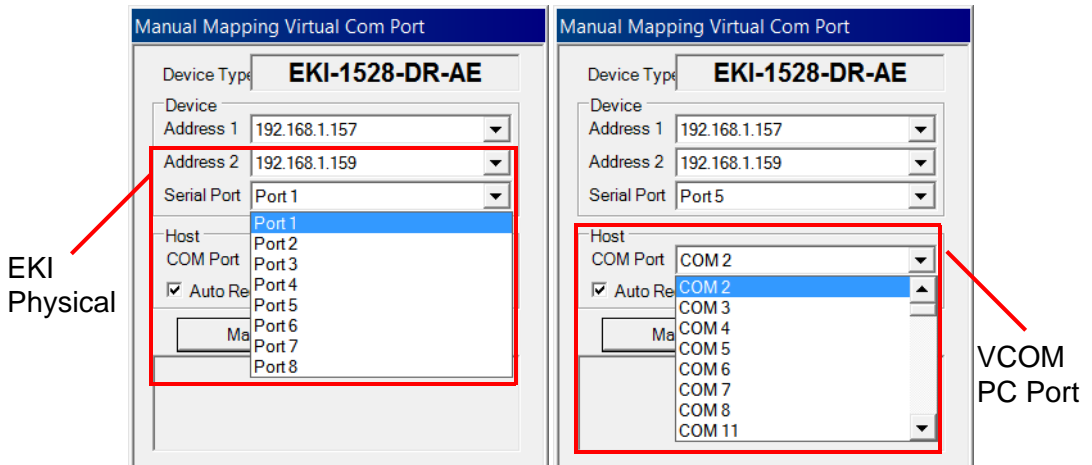 Manual Mapping Virtual Com Port
Device Type EKI-1528-DR-AE
Device
Address 1 192.168.1.157
Address 2 192.168.1.159
Serial Port Port 1
Port 1
Port 2
Host
COM Port Port 3
Auto Re Port 4
Port 5
Port 6
Ma Port 7
Port 8
EKI
Physical
Manual Mapping Virtual Com Port
Device Type EKI-1528-DR-AE
Device
Address 1 192.168.1.157
Address 2 192.168.1.159
Serial Port Port 5
Host
COM Port COM 2
Auto Re COM 2
COM 3
Ma COM 4
COM 5
COM 6
COM 7
COM 8
COM 11
VCOM
PC Port